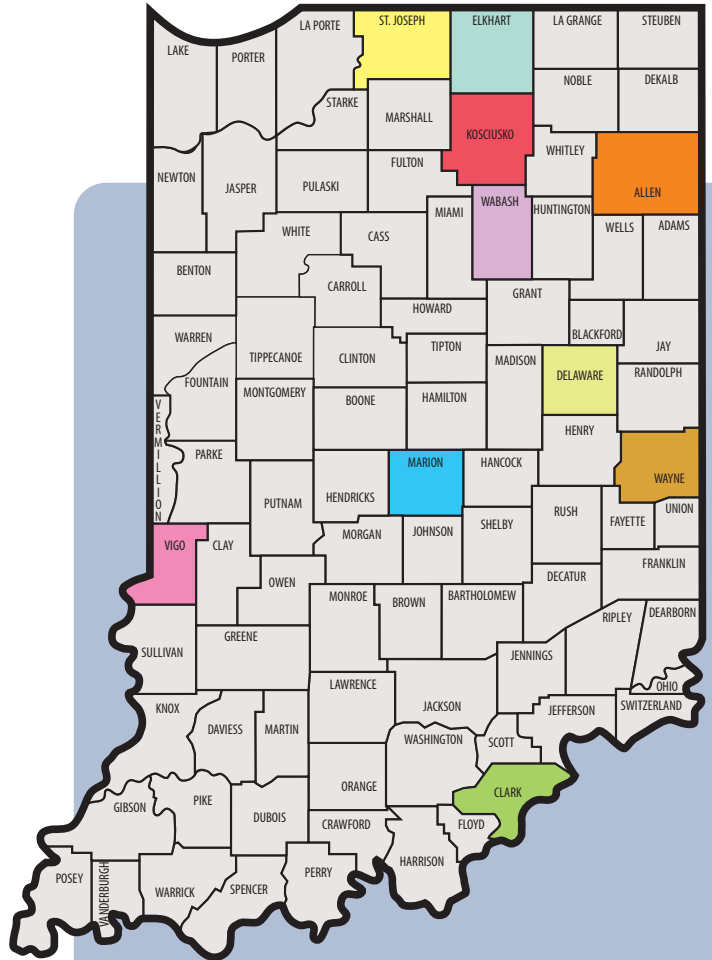 LAKE
PORTER
LA PORTE
ST. JOSEPH
ELKHART
LA GRANGE
STEUBEN
NOBLE
DEKALB
STARKE
MARSHALL
KOSCIUSKO
WHITLEY
ALLEN
NEWTON
JASPER
PULASKI
FULTON
MIAMI
WABASH
HUNTINGTON
WELLS
ADAMS
WHITE
CASS
BENTON
CARROLL
GRANT
HOWARD
BLACKFORD
JAY
WARREN
TIPPECANOE
CLINTON
TIPTON
MADISON
DELAWARE
RANDOLPH
FOUNTAIN
MONTGOMERY
BOONE
HAMILTON
VERMILLION
HENRY
PARKE
HENDRICKS
MARION
HANCOCK
WAYNE
PUTNAM
RUSH
FAYETTE
UNION
VIGO
CLAY
MORGAN
JOHNSON
SHELBY
FRANKLIN
OWEN
MONROE
BROWN
BARTHOLOMEW
DECATUR
RIPLEY
DEARBORN
SULLIVAN
GREENE
JENNINGS
OHIO
KNOX
LAWRENCE
JACKSON
JEFFERSON
SWITZERLAND
DAVIESS
MARTIN
WASHINGTON
SCOTT
GIBSON
PIKE
ORANGE
CLARK
DUBOIS
CRAWFORD
FLOYD
POSEY
VANDERBURGH
WARRICK
SPENCER
PERRY
HARRISON